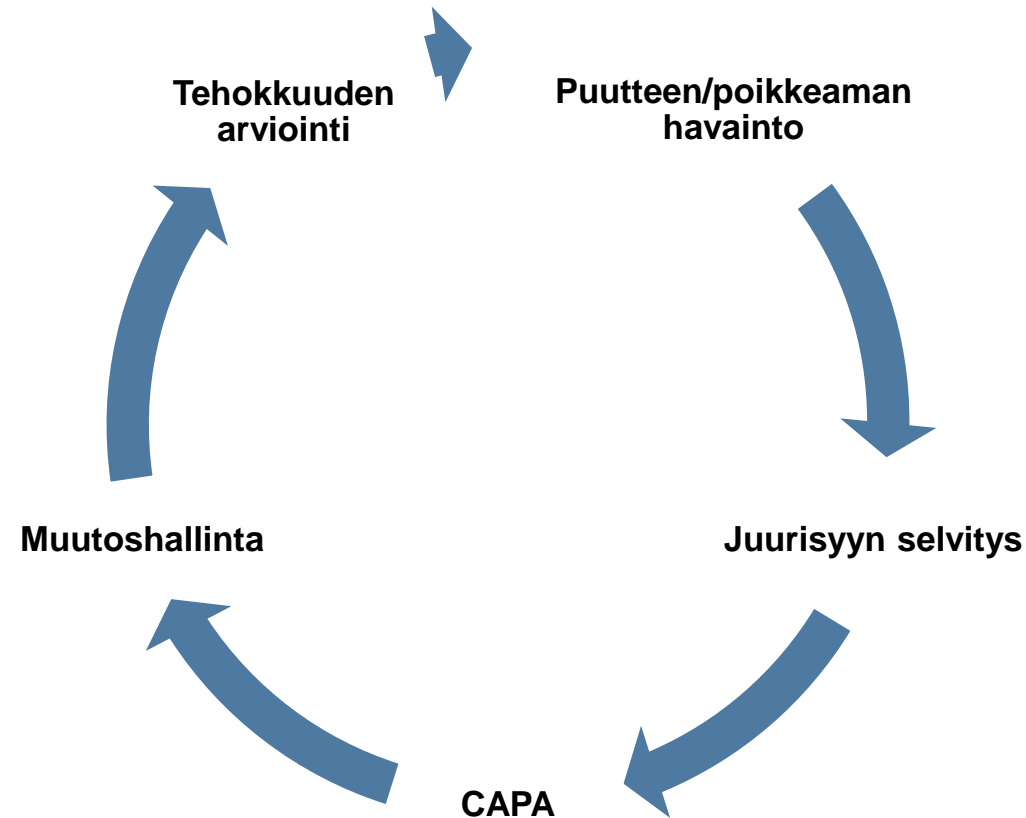 Tehokkuuden
arviointi
Puutteen/poikkeaman
havainto
Muutoshallinta
Juurisyyn selvitys
CAPA